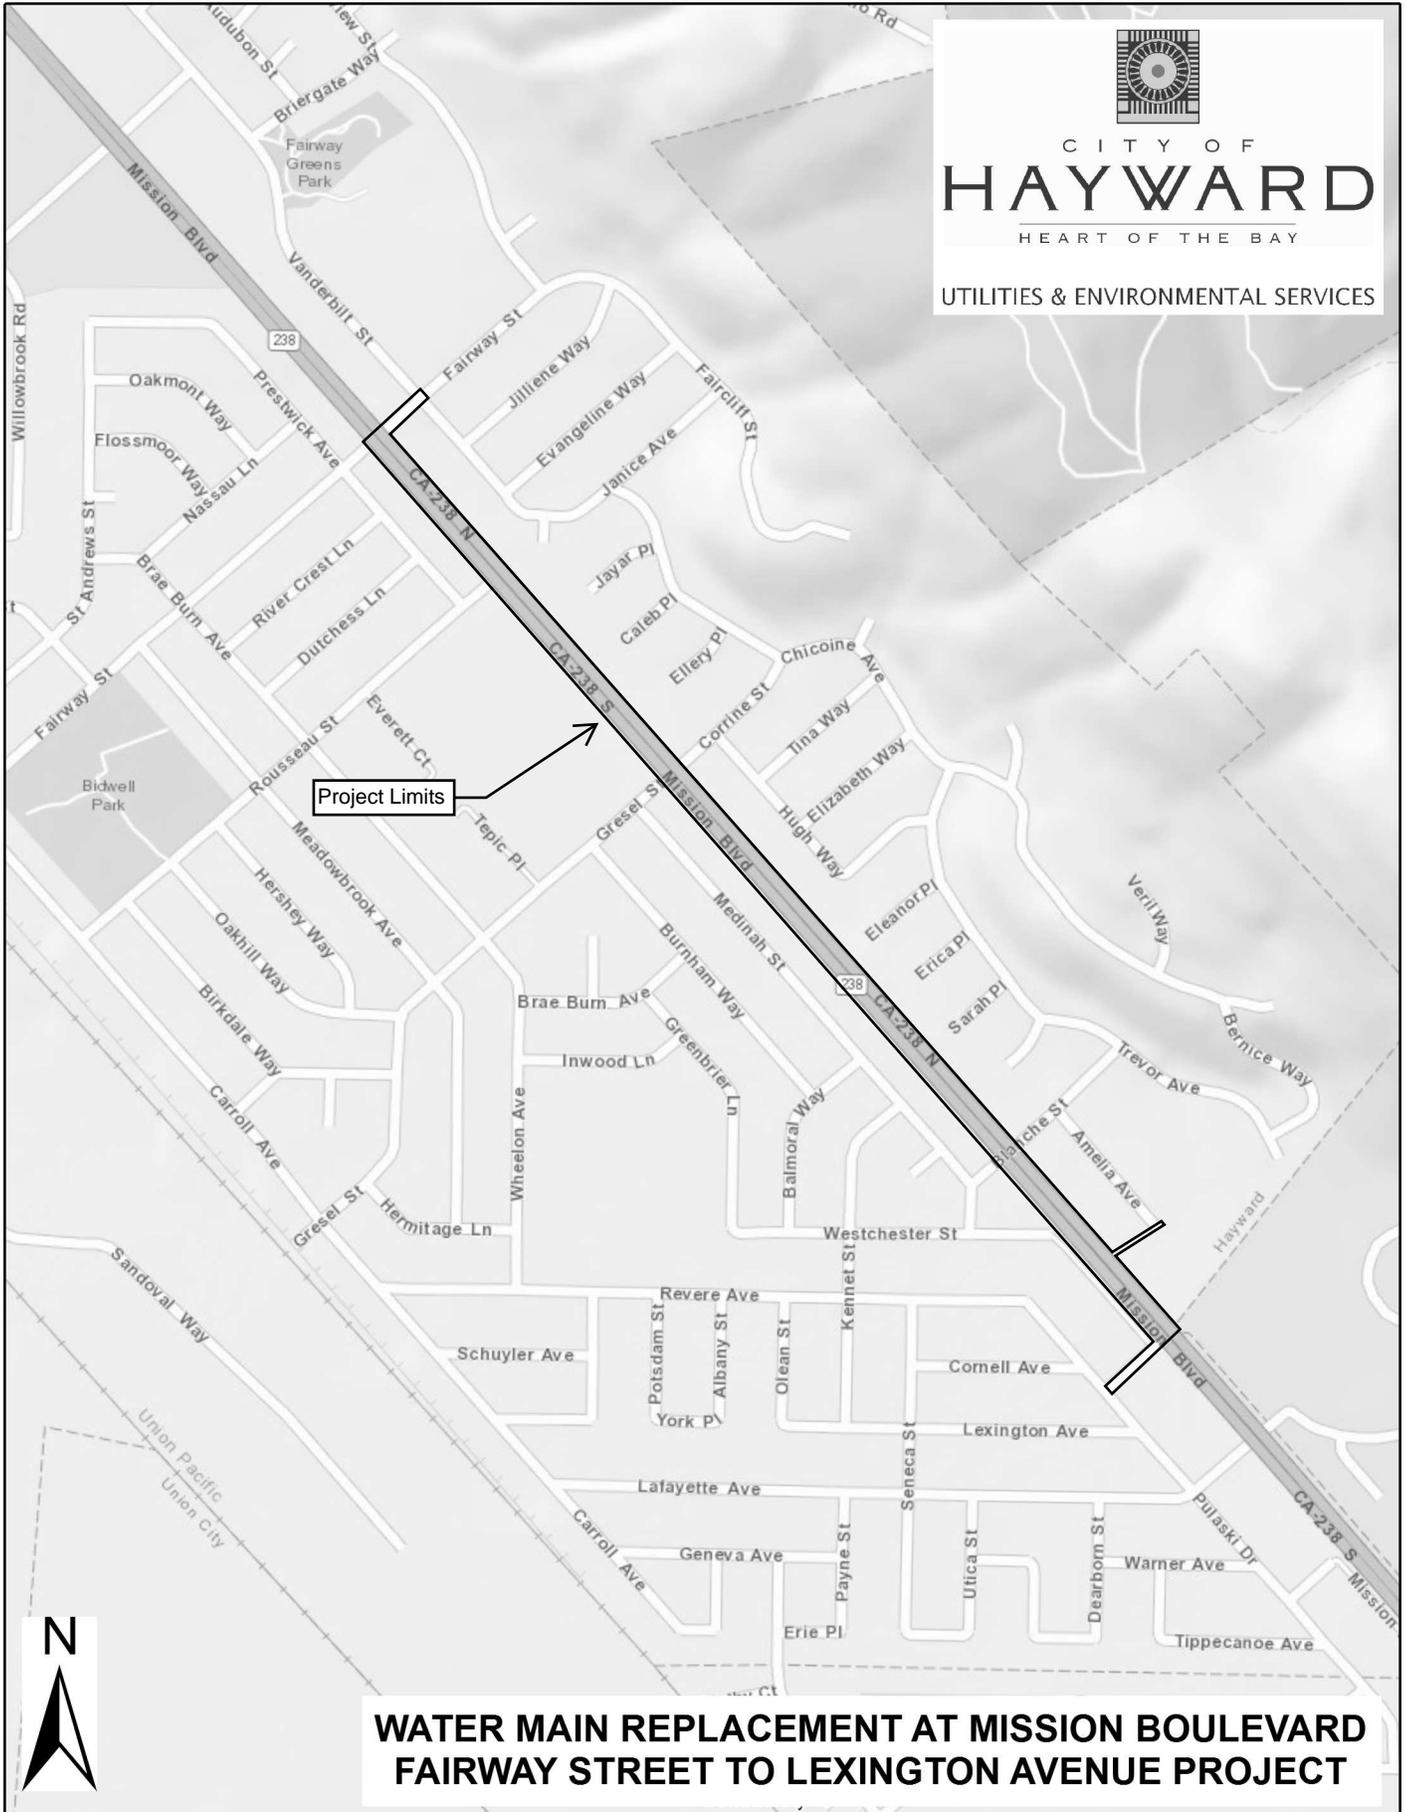 Audubon St
Briergate Way
Fairway
Greens
Park
CITY OF
HAYWARD
HEART OF THE BAY
UTILITIES & ENVIRONMENTAL SERVICES
Mission Blvd
Vanderbilt St
Willowbrook Rd
238
Fairway St
Jilliene Way
Oakmont Way
Prestwick Ave
Evangeline Way
Faircliff St
Flossmoor Way
Nassau Ln
Janice Ave
CA-238 N
St Andrews St
Brae Burn Ave
River Crest Ln
Jayar Pl
Dutchess Ln
Caleb Pl
Ellery Pl
Chicoine Ave
CA-238 S
Fairway St
Everett Ct
Corrine St
Tina Way
Rousseau St
Elizabeth Way
Bidwell
Park
Project Limits
Gresel St
Mission Blvd
Hugh Way
Tepic Pl
Meadowbrook Ave
Hershey Way
Medinah St
Eleanor Pl
Veril Way
Oakhill Way
Burnham Way
Erica Pl
238
Birkdale Way
Brae Burn Ave
CA-238 N
Sarah Pl
Inwood Ln
Greenbrier Ln
Bernice Way
Trevor Ave
Carroll Ave
Wheelon Ave
Balmoral Way
Blanche St
Amelia Ave
Gresel St
Hermitage Ln
Westchester St
Hayward
Sandoval Way
Revere Ave
Kennet St
Mission Blvd
Schuyler Ave
Potsdam St
Albany St
Olean St
Cornell Ave
York Pl
Lexington Ave
Union Pacific
Union City
Lafayette Ave
Seneca St
Pulaski Dr
CA-238 S
Carroll Ave
Geneva Ave
Payne St
Utica St
Dearborn St
Warner Ave
Mission
Erie Pl
Tippecanoe Ave
N
WATER MAIN REPLACEMENT AT MISSION BOULEVARD
FAIRWAY STREET TO LEXINGTON AVENUE PROJECT